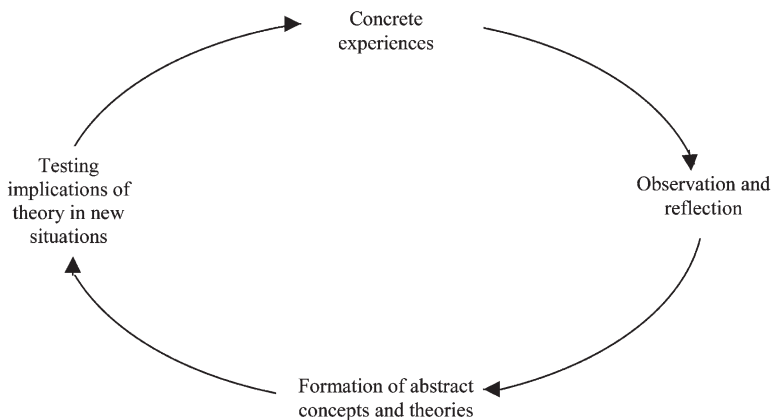 Concrete
experiences
Observation and
reflection
Formation of abstract
concepts and theories
Testing
implications of
theory in new
situations